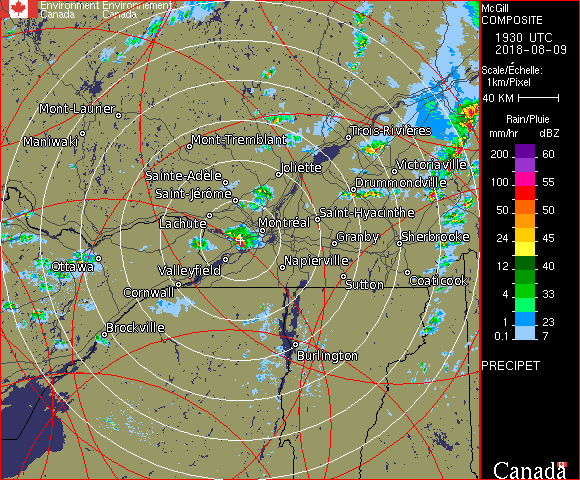 Environment Environnement
Canada Canada
McGill
COMPOSITE
1930 UTC
2018-08-09
Scale/Échelle:
1km/Pixel
40 KM
Rain/Pluie
mm/hr dBZ
200 60
100 55
50 50
24 45
12 40
4 33
1 23
0.1 7
PRECIPET
Canada
Mont-Laurier
Maniwaki
Mont-Tremblant
Trois-Rivières
Sainte-Adèle
Joliette
Victoriaville
Saint-Jérôme
Drummondville
Lachute
Montréal
Saint-Hyacinthe
Granby
Sherbrooke
Ottawa
Valleyfield
Napierville
Cornwall
Sutton
Coaticook
Brockville
Burlington